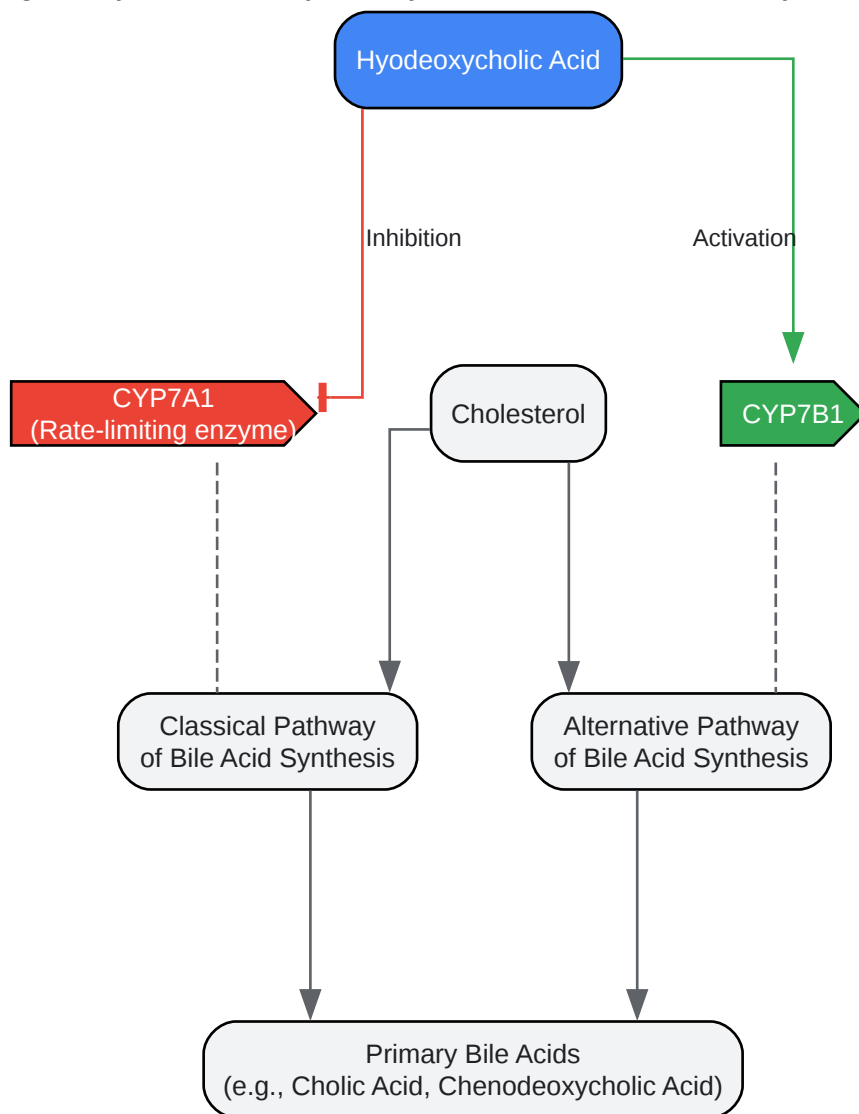 Hyodeoxycholic Acid
Inhibition
Activation
CYP7A1
(Rate-limiting enzyme)
Cholesterol
CYP7B1
Classical Pathway
of Bile Acid Synthesis
Alternative Pathway
of Bile Acid Synthesis
Primary Bile Acids
(e.g., Cholic Acid, Chenodeoxycholic Acid)